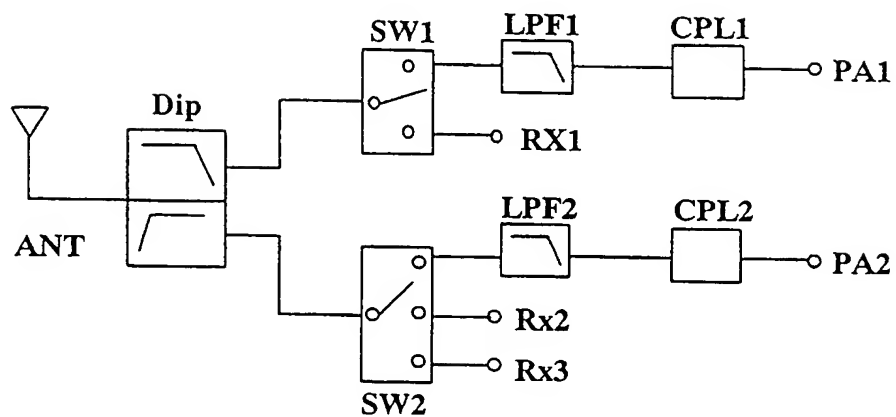 SW1
LPF1
CPL1
PA1
Dip
RX1
ANT
LPF2
CPL2
PA2
Rx2
Rx3
SW2